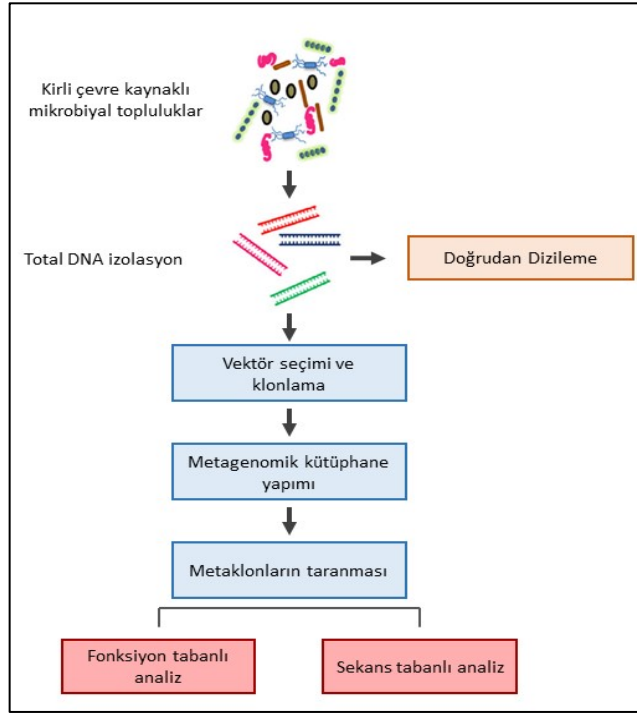 Kirli çevre kaynaklı
mikrobiyal topluluklar
Total DNA izolasyon
Doğrudan Dizileme
Vektör seçimi ve
klonlama
Metagenomik kütüphane
yapımı
Metaklonların taranması
Fonksiyon tabanlı
analiz
Sekans tabanlı analiz